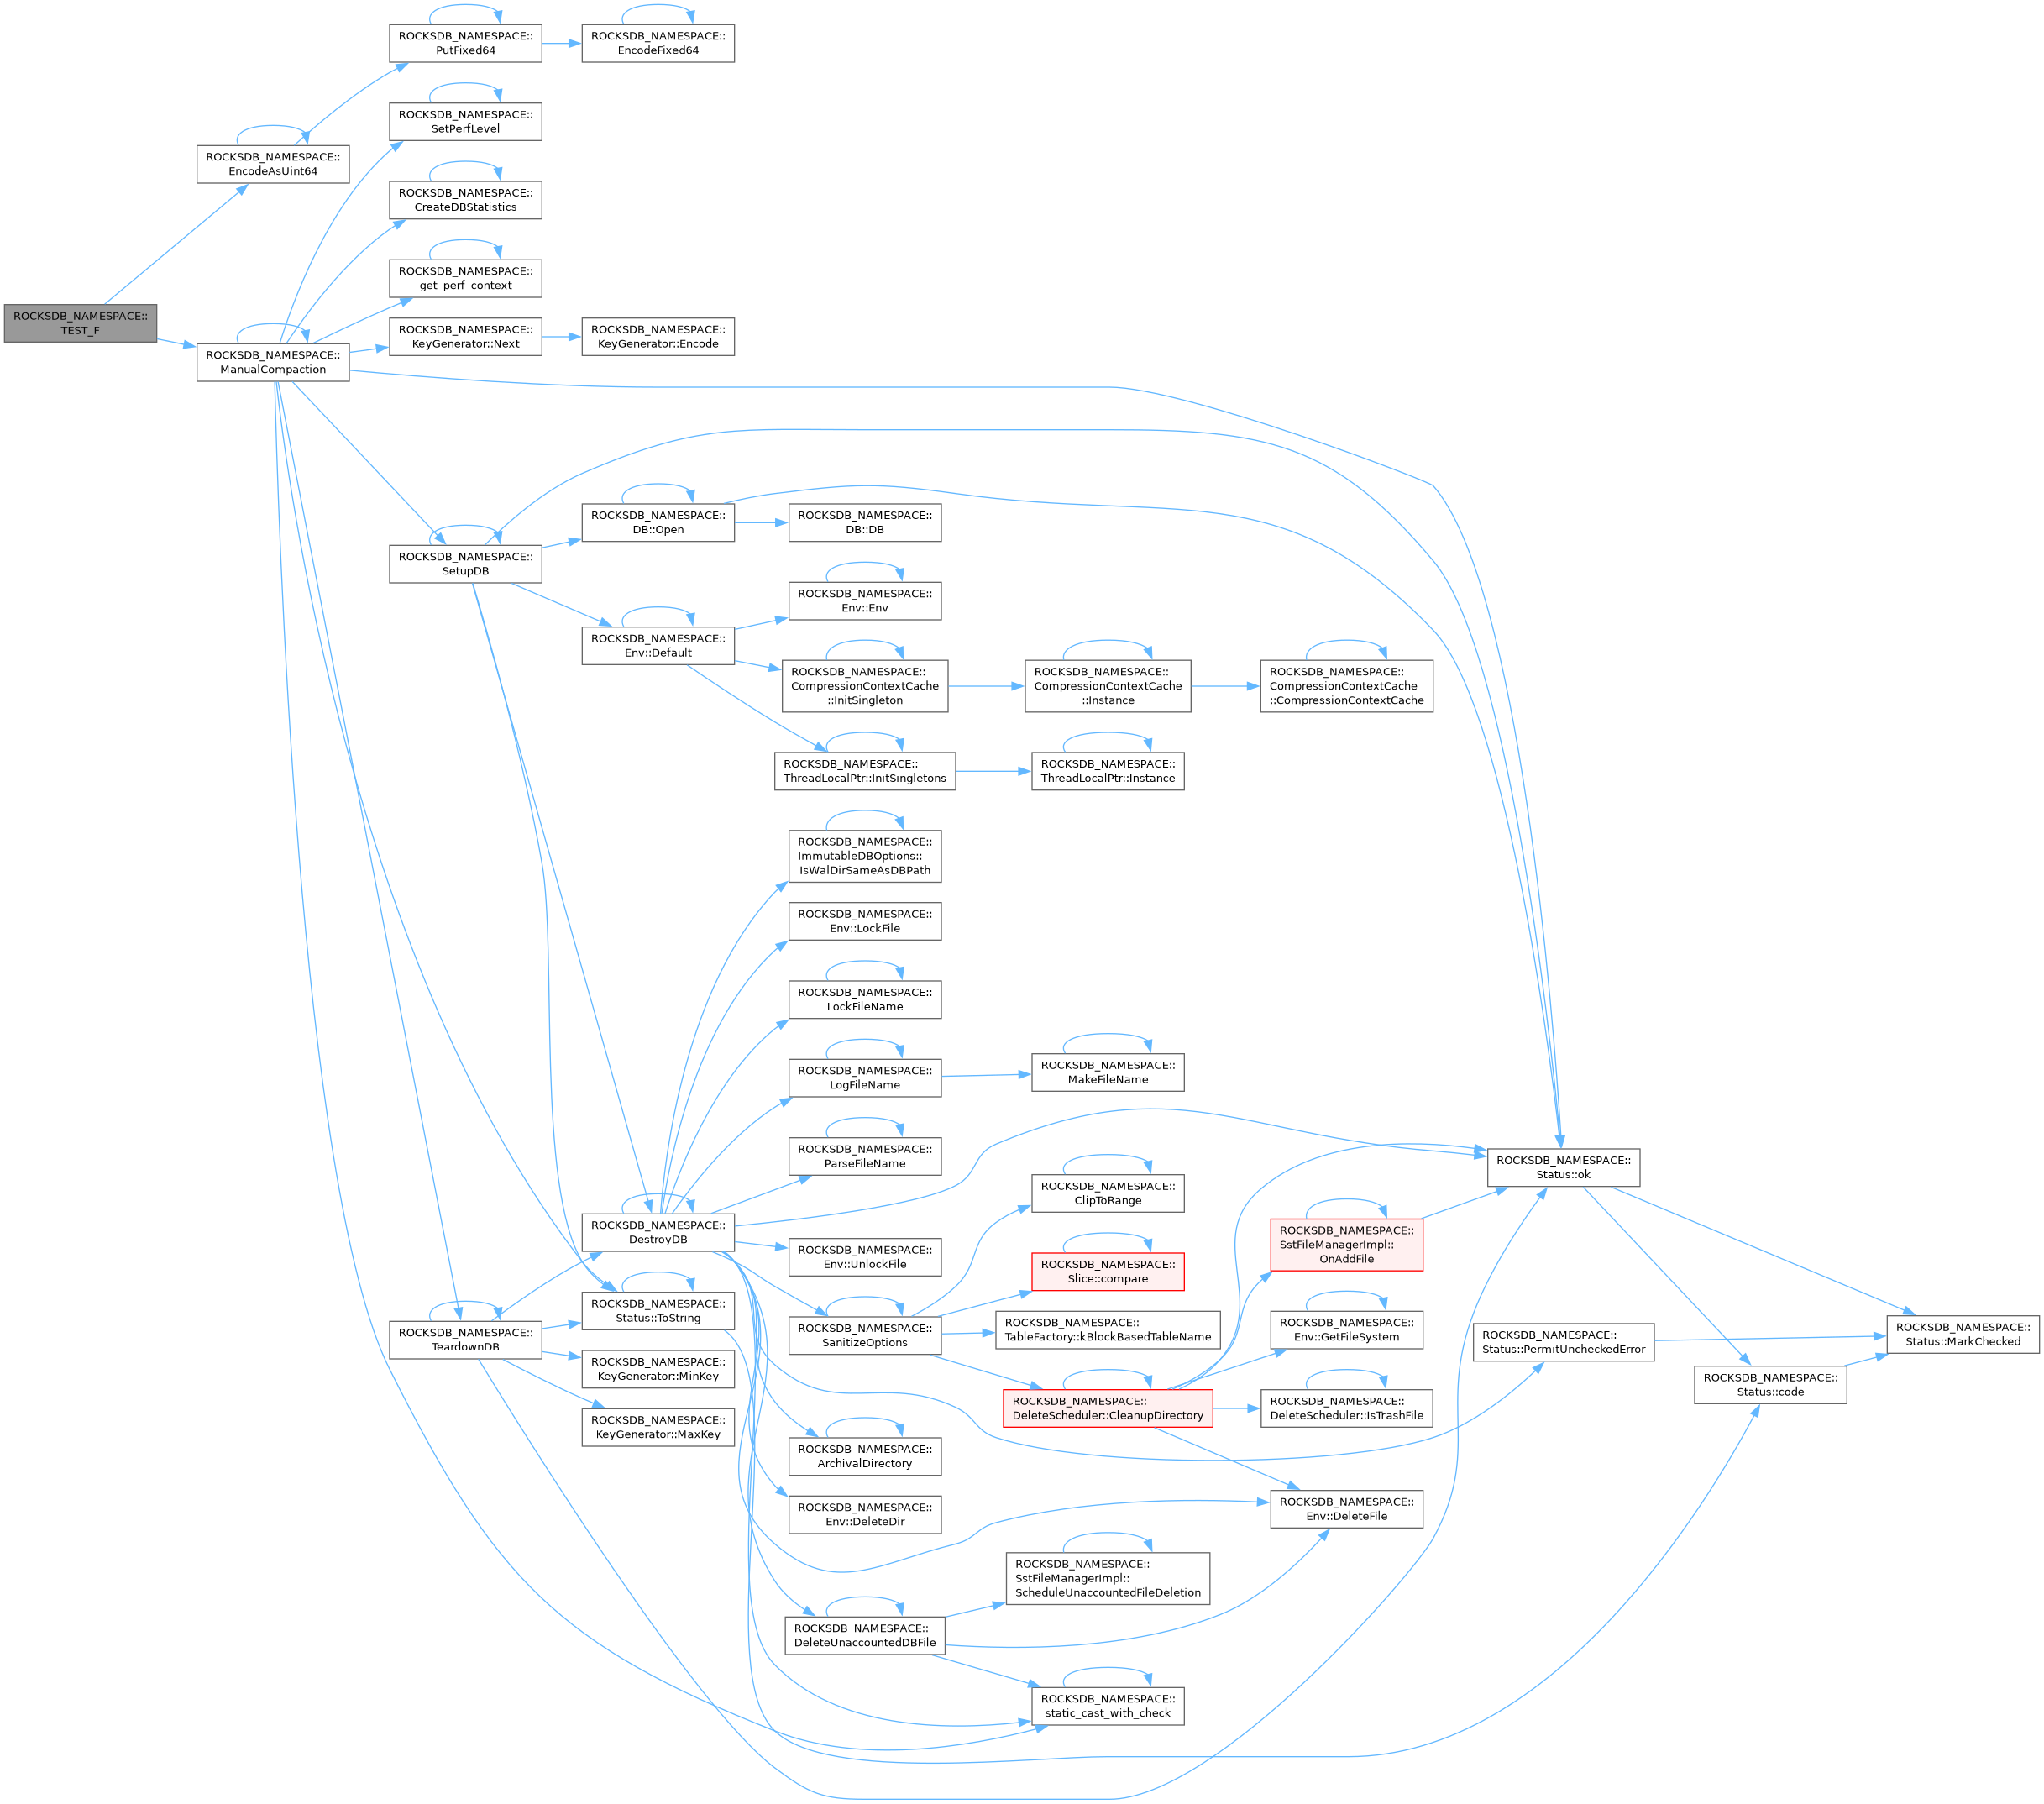 ROCKSDB_NAMESPACE::
TEST_F
ROCKSDB_NAMESPACE::
EncodeAsUint64
ROCKSDB_NAMESPACE::
ManualCompaction
ROCKSDB_NAMESPACE::
PutFixed64
ROCKSDB_NAMESPACE::
EncodeFixed64
ROCKSDB_NAMESPACE::
SetPerfLevel
ROCKSDB_NAMESPACE::
CreateDBStatistics
ROCKSDB_NAMESPACE::
get_perf_context
ROCKSDB_NAMESPACE::
KeyGenerator::Next
ROCKSDB_NAMESPACE::
KeyGenerator::Encode
ROCKSDB_NAMESPACE::
SetupDB
ROCKSDB_NAMESPACE::
DB::Open
ROCKSDB_NAMESPACE::
DB::DB
ROCKSDB_NAMESPACE::
Env::Default
ROCKSDB_NAMESPACE::
Env::Env
ROCKSDB_NAMESPACE::
CompressionContextCache
::InitSingleton
ROCKSDB_NAMESPACE::
CompressionContextCache
::Instance
ROCKSDB_NAMESPACE::
CompressionContextCache
::CompressionContextCache
ROCKSDB_NAMESPACE::
ThreadLocalPtr::InitSingletons
ROCKSDB_NAMESPACE::
ThreadLocalPtr::Instance
ROCKSDB_NAMESPACE::
ImmutableDBOptions::
IsWalDirSameAsDBPath
ROCKSDB_NAMESPACE::
Env::LockFile
ROCKSDB_NAMESPACE::
LockFileName
ROCKSDB_NAMESPACE::
LogFileName
ROCKSDB_NAMESPACE::
MakeFileName
ROCKSDB_NAMESPACE::
ParseFileName
ROCKSDB_NAMESPACE::
DestroyDB
ROCKSDB_NAMESPACE::
Env::UnlockFile
ROCKSDB_NAMESPACE::
SanitizeOptions
ROCKSDB_NAMESPACE::
ClipToRange
ROCKSDB_NAMESPACE::
Slice::compare
ROCKSDB_NAMESPACE::
TableFactory::kBlockBasedTableName
ROCKSDB_NAMESPACE::
DeleteScheduler::CleanupDirectory
ROCKSDB_NAMESPACE::
SstFileManagerImpl::
OnAddFile
ROCKSDB_NAMESPACE::
Env::GetFileSystem
ROCKSDB_NAMESPACE::
DeleteScheduler::IsTrashFile
ROCKSDB_NAMESPACE::
Env::DeleteFile
ROCKSDB_NAMESPACE::
Status::ok
ROCKSDB_NAMESPACE::
Status::PermitUncheckedError
ROCKSDB_NAMESPACE::
Status::code
ROCKSDB_NAMESPACE::
Status::MarkChecked
ROCKSDB_NAMESPACE::
TeardownDB
ROCKSDB_NAMESPACE::
Status::ToString
ROCKSDB_NAMESPACE::
KeyGenerator::MinKey
ROCKSDB_NAMESPACE::
KeyGenerator::MaxKey
ROCKSDB_NAMESPACE::
ArchivalDirectory
ROCKSDB_NAMESPACE::
Env::DeleteDir
ROCKSDB_NAMESPACE::
DeleteUnaccountedDBFile
ROCKSDB_NAMESPACE::
SstFileManagerImpl::
ScheduleUnaccountedFileDeletion
ROCKSDB_NAMESPACE::
static_cast_with_check